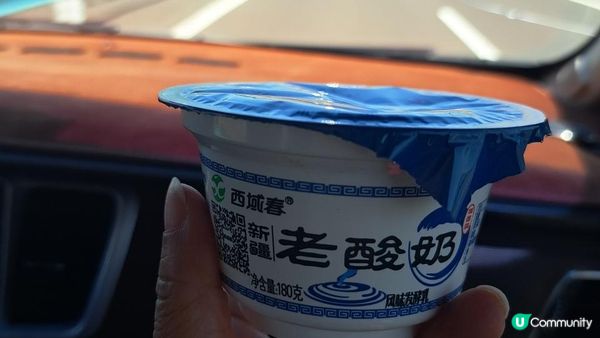 西域春®
新疆
老酸奶
净含量:180克
风味发酵乳
U Community